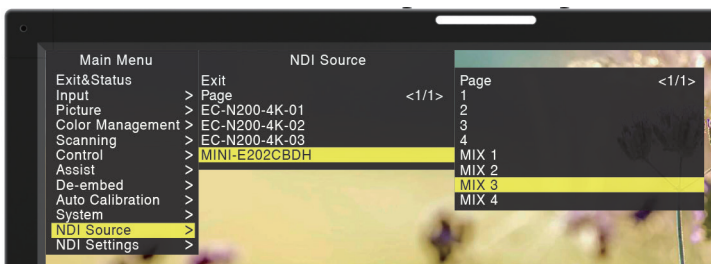 Main Menu
Exit&Status
Input >
Picture >
Color Management >
Scanning >
Control >
Assist >
De-embed >
Auto Calibration >
System >
NDI Source >
NDI Settings >
NDI Source
Exit
Page <1/1>
EC-N200-4K-01
EC-N200-4K-02
EC-N200-4K-03
MINI-E202CBDH
Page <1/1>
1
2
3
4
MIX 1
MIX 2
MIX 3
MIX 4